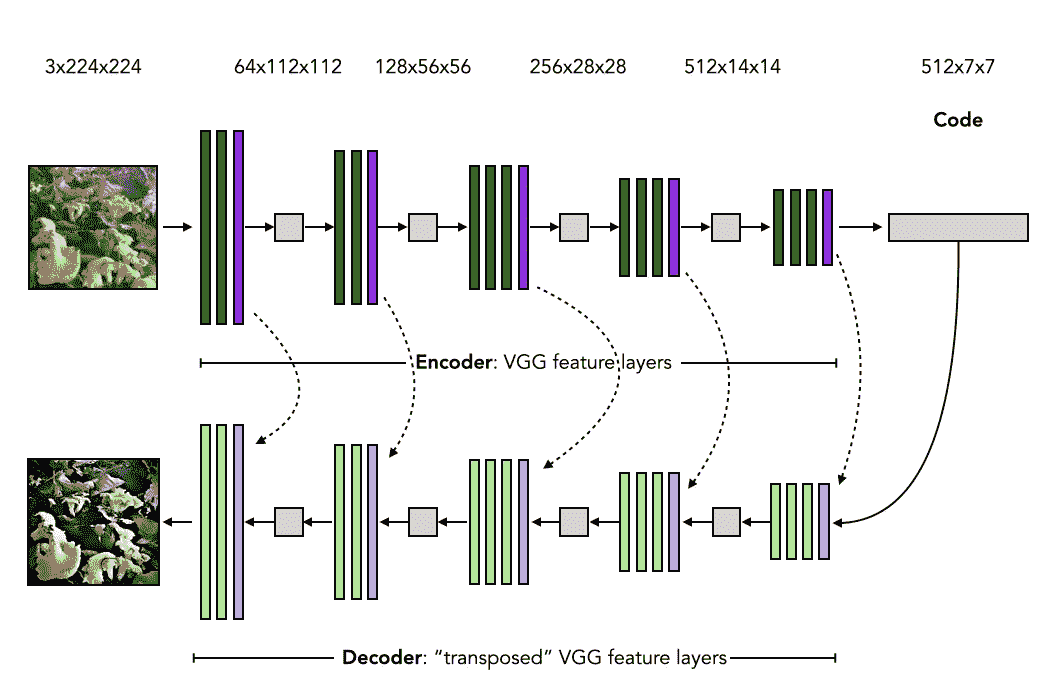 3x224x224
64x112x112
128x56x56
256x28x28
512x14x14
512x7x7
Code
Encoder: VGG feature layers
Decoder: “transposed” VGG feature layers